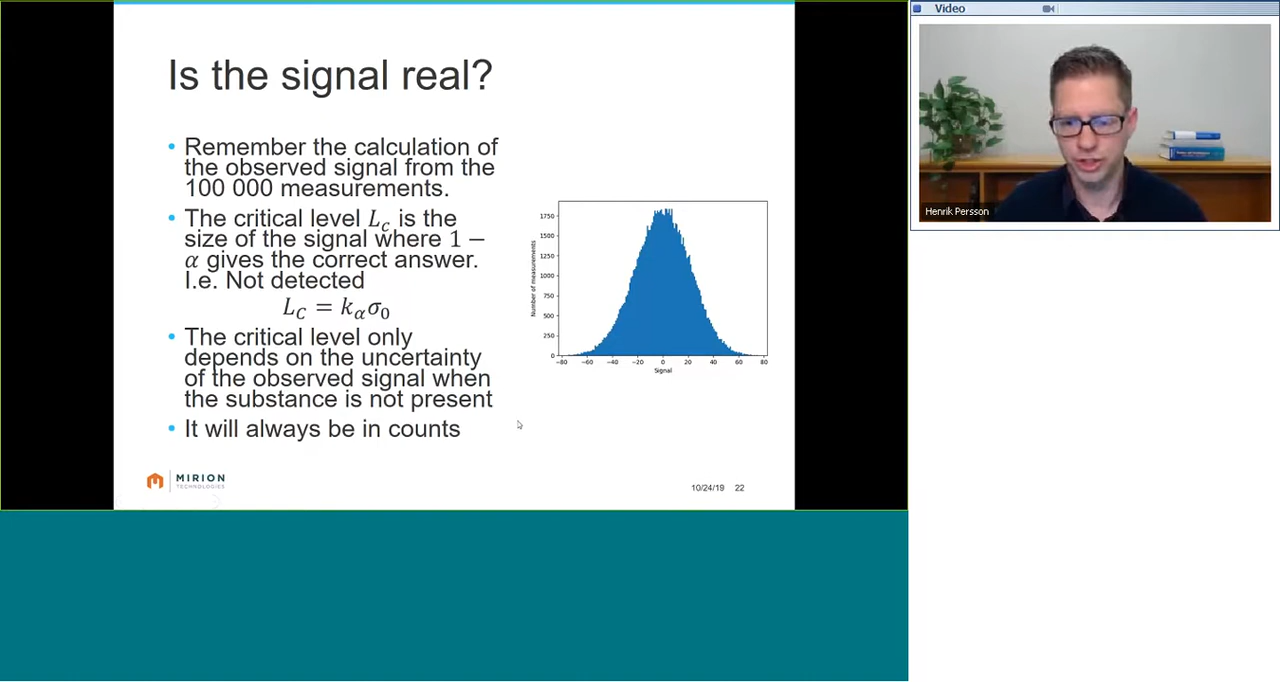 Is the signal real?
• Remember the calculation of
the observed signal from the
100 000 measurements.
• The critical level L_c is the
size of the signal where 1 −
α gives the correct answer.
I.e. Not detected
L_C = k_α σ_0
• The critical level only
depends on the uncertainty
of the observed signal when
the substance is not present
• It will always be in counts
Number of measurements
1750
1500
1250
1000
750
500
250
0
−80 −60 −40 −20 0 20 40 60 80
Signal
MIRION
TECHNOLOGIES
10/24/19 22
Video
Henrik Persson